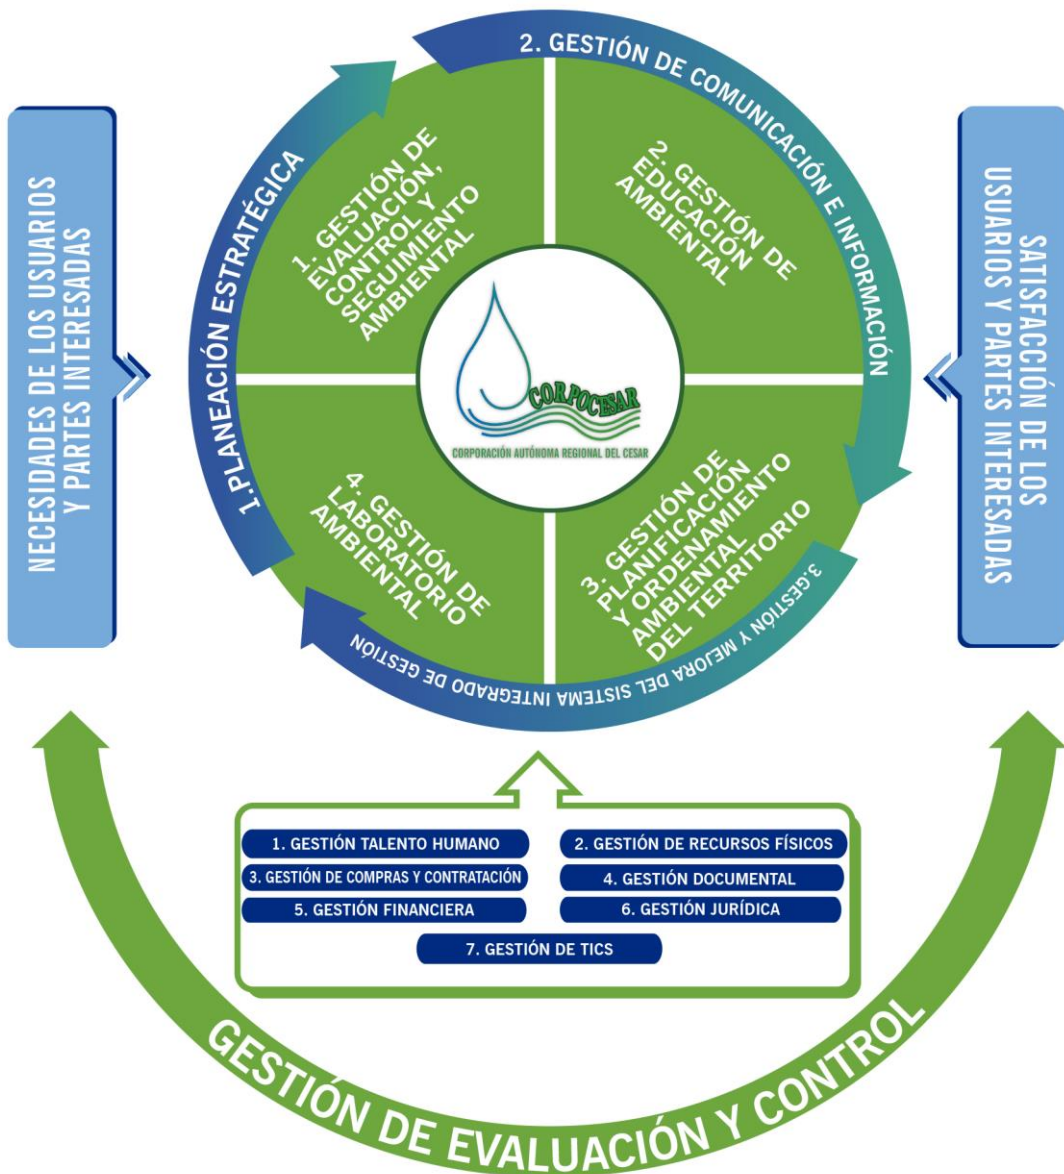 NECESIDADES DE LOS USUARIOS
Y PARTES INTERESADAS
1.PLANEACIÓN ESTRATÉGICA
2. GESTIÓN DE COMUNICACIÓN E INFORMACIÓN
3.GESTIÓN Y MEJORA DEL SISTEMA INTEGRADO DE GESTIÓN
1. GESTIÓN DE
EVALUACIÓN,
CONTROL Y
SEGUIMIENTO
AMBIENTAL
2. GESTIÓN DE
EDUCACIÓN
AMBIENTAL
3. GESTIÓN DE
PLANIFICACIÓN
Y ORDENAMIENTO
AMBIENTAL
DEL TERRITORIO
4. GESTIÓN DE
LABORATORIO
AMBIENTAL
CORPOCESAR
CORPORACIÓN AUTÓNOMA REGIONAL DEL CESAR
SATISFACCIÓN DE LOS
USUARIOS Y PARTES INTERESADAS
1. GESTIÓN TALENTO HUMANO
2. GESTIÓN DE RECURSOS FÍSICOS
3. GESTIÓN DE COMPRAS Y CONTRATACIÓN
4. GESTIÓN DOCUMENTAL
5. GESTIÓN FINANCIERA
6. GESTIÓN JURÍDICA
7. GESTIÓN DE TICS
GESTIÓN DE EVALUACIÓN Y CONTROL